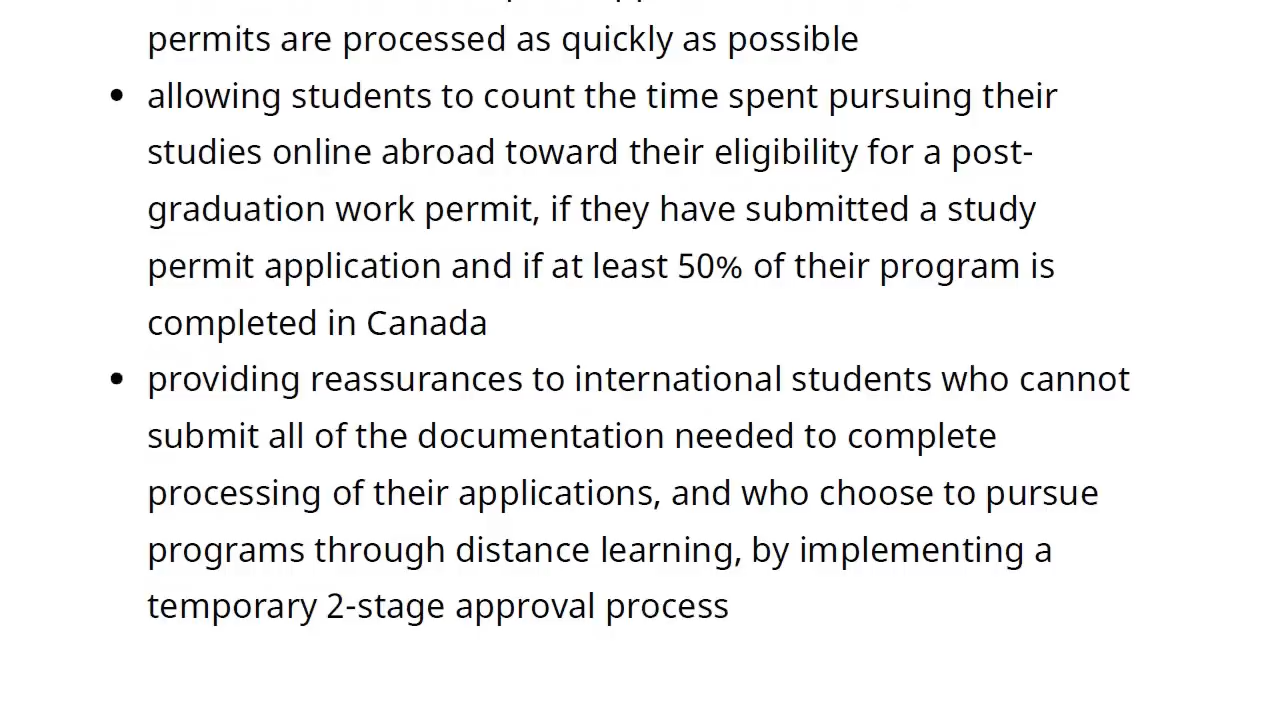 permits are processed as quickly as possible
• allowing students to count the time spent pursuing their
studies online abroad toward their eligibility for a post-
graduation work permit, if they have submitted a study
permit application and if at least 50% of their program is
completed in Canada
• providing reassurances to international students who cannot
submit all of the documentation needed to complete
processing of their applications, and who choose to pursue
programs through distance learning, by implementing a
temporary 2-stage approval process